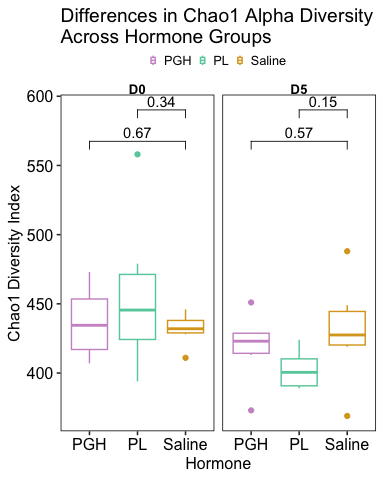 Differences in Chao1 Alpha Diversity
Across Hormone Groups
PGH PL Saline
D0 D5
0.34 0.15
0.67 0.57
600
550
500
450
400
Chao1 Diversity Index
PGH PL Saline PGH PL Saline
Hormone